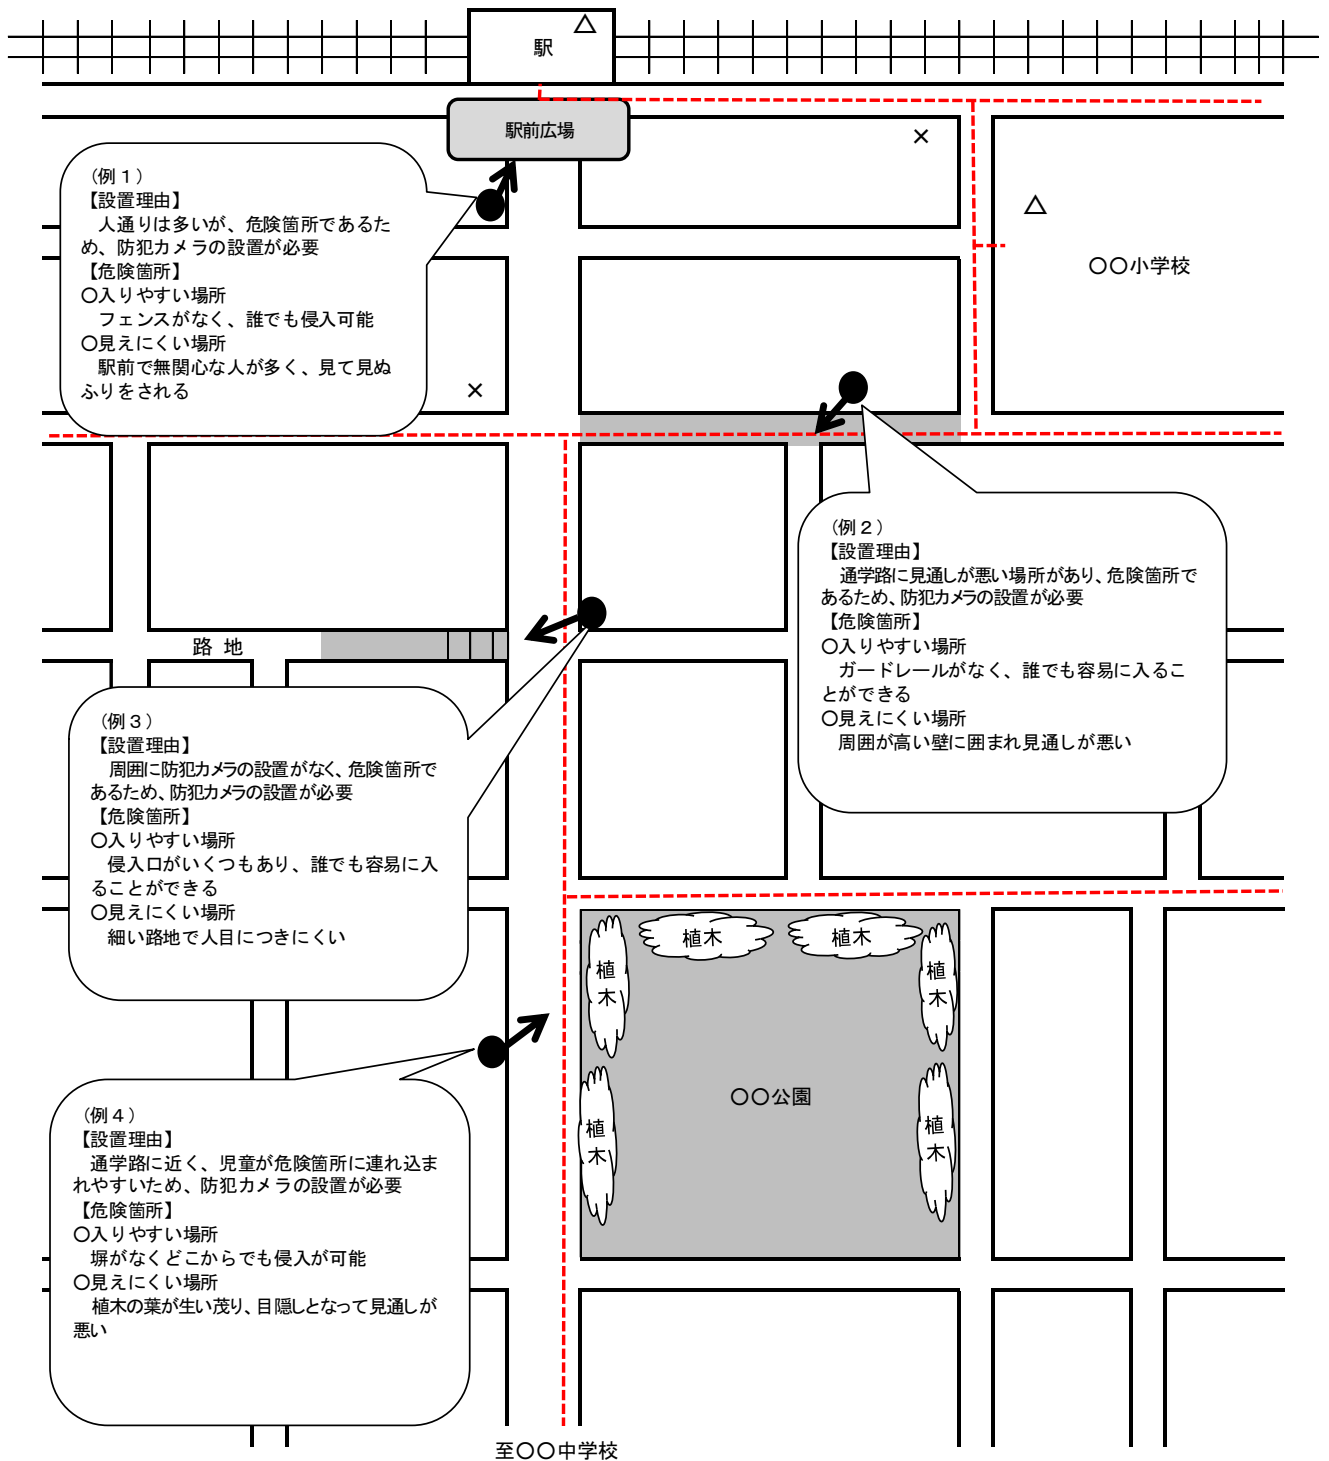 △
駅
駅前広場
×
△
〇〇小学校
（例１）
【設置理由】
人通りは多いが、危険箇所であるた
め、防犯カメラの設置が必要
【危険箇所】
〇入りやすい場所
フェンスがなく、誰でも侵入可能
〇見えにくい場所
駅前で無関心な人が多く、見て見ぬ
ふりをされる
×
（例２）
【設置理由】
通学路に見通しが悪い場所があり、危険箇所で
あるため、防犯カメラの設置が必要
【危険箇所】
〇入りやすい場所
ガードレールがなく、誰でも容易に入るこ
とができる
〇見えにくい場所
周囲が高い壁に囲まれ見通しが悪い
路 地
（例３）
【設置理由】
周囲に防犯カメラの設置がなく、危険箇所で
あるため、防犯カメラの設置が必要
【危険箇所】
〇入りやすい場所
侵入口がいくつもあり、誰でも容易に入
ることができる
〇見えにくい場所
細い路地で人目につきにくい
植木
植木
植木
植木
植木
植木
〇〇公園
（例４）
【設置理由】
通学路に近く、児童が危険箇所に連れ込ま
れやすいため、防犯カメラの設置が必要
【危険箇所】
〇入りやすい場所
塀がなくどこからでも侵入が可能
〇見えにくい場所
植木の葉が生い茂り、目隠しとなって見通しが
悪い
至〇〇中学校